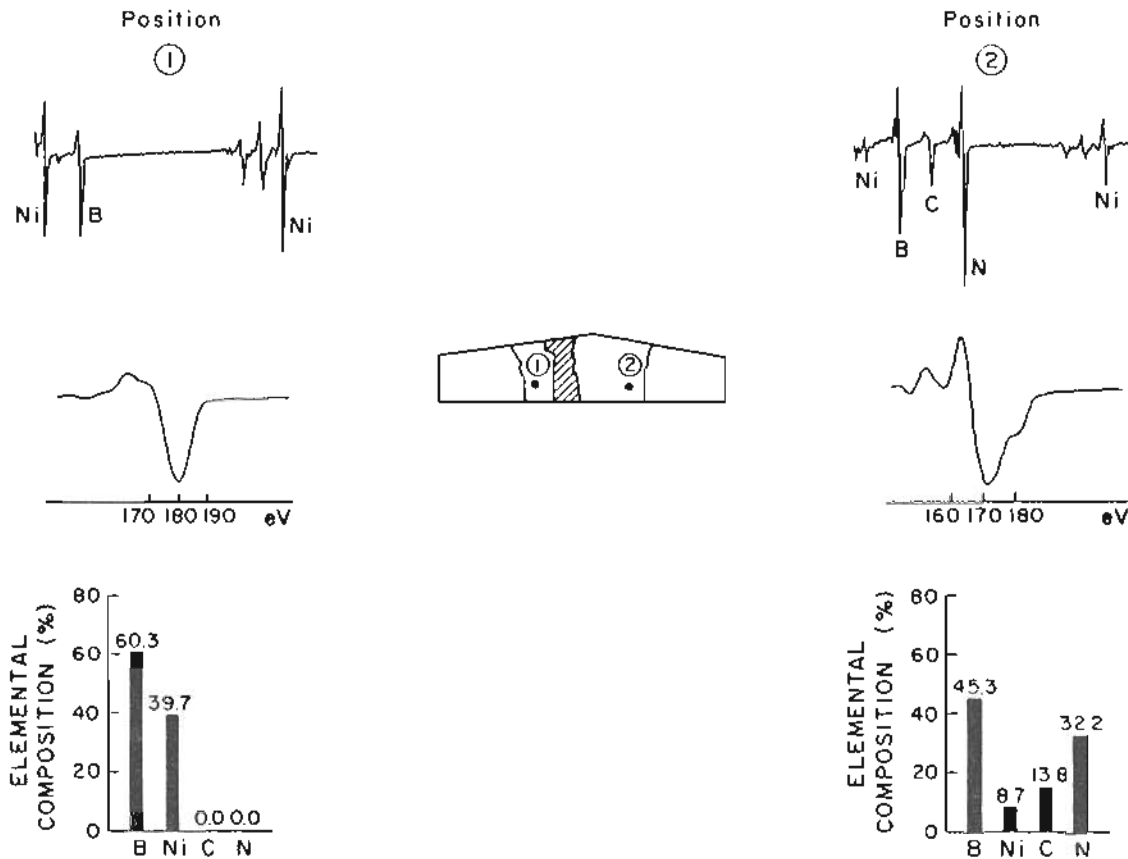 Position
1
Ni
B
Ni
170 180 190 eV
ELEMENTAL
COMPOSITION (%)
80
60
40
20
0
60.3
39.7
0.0 0.0
B Ni C N
1
2
Position
2
Ni
B
C
N
Ni
160 170 180 eV
ELEMENTAL
COMPOSITION (%)
80
60
40
20
0
45.3
8.7
13 8
32 2
B Ni C N